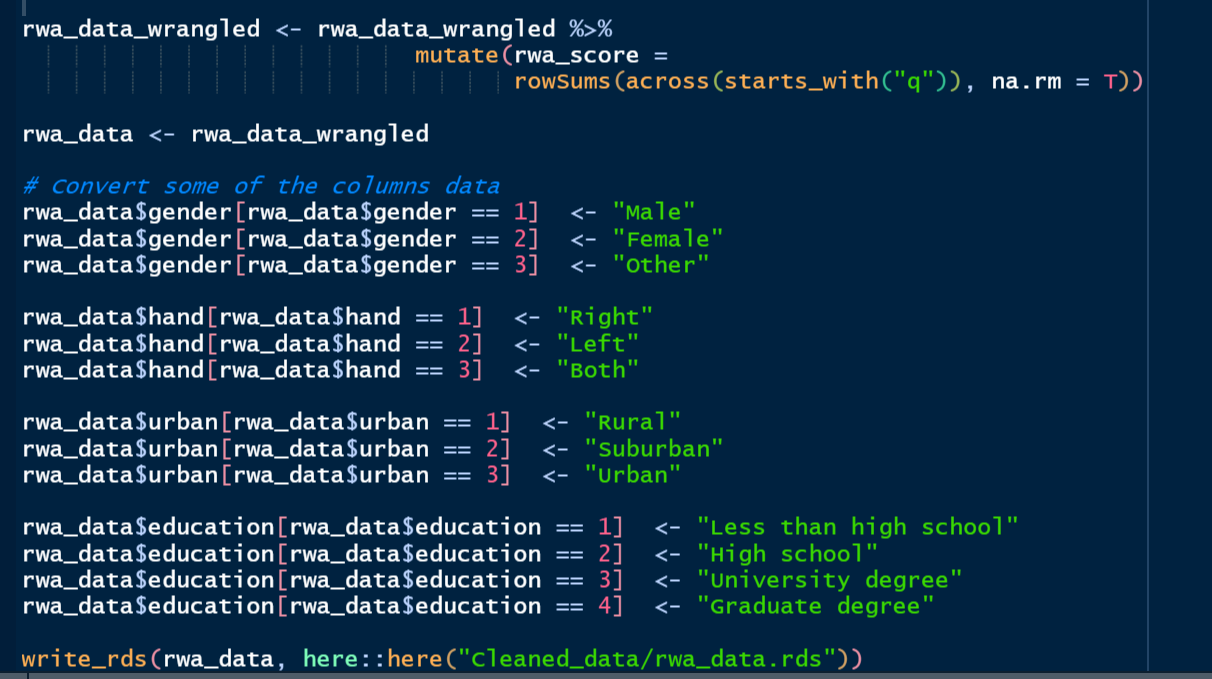 rwa_data_wrangled <- rwa_data_wrangled %>%
mutate(rwa_score =
rowSums(across(starts_with("q")), na.rm = T))
rwa_data <- rwa_data_wrangled
# Convert some of the columns data
rwa_data$gender[rwa_data$gender == 1] <- "Male"
rwa_data$gender[rwa_data$gender == 2] <- "Female"
rwa_data$gender[rwa_data$gender == 3] <- "Other"
rwa_data$hand[rwa_data$hand == 1] <- "Right"
rwa_data$hand[rwa_data$hand == 2] <- "Left"
rwa_data$hand[rwa_data$hand == 3] <- "Both"
rwa_data$urban[rwa_data$urban == 1] <- "Rural"
rwa_data$urban[rwa_data$urban == 2] <- "Suburban"
rwa_data$urban[rwa_data$urban == 3] <- "Urban"
rwa_data$education[rwa_data$education == 1] <- "Less than high school"
rwa_data$education[rwa_data$education == 2] <- "High school"
rwa_data$education[rwa_data$education == 3] <- "University degree"
rwa_data$education[rwa_data$education == 4] <- "Graduate degree"
write_rds(rwa_data, here::here("Cleaned_data/rwa_data.rds"))